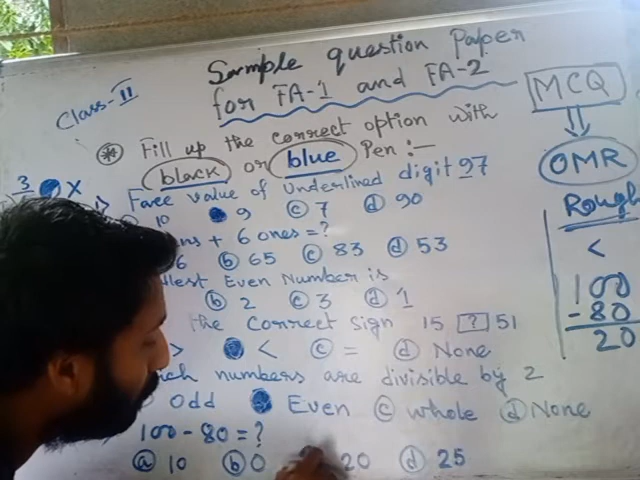 Sample question Paper
for FA-1 and FA-2
Class-II
MCQ
OMR
Fill up the correct option with
black or blue Pen :-
3 X
Face value of Underlined digit 97
10 9 c 7 d 90
+ 6 ones = ?
6 b 65 c 83 d 53
Even Number is
b 2 c 3 d 1
the correct sign 15 ? 51
> < c = d None
numbers are divisible by 2
Odd Even c whole d None
100 - 80 = ?
a 10 b 0 20 d 25
Rough
<
100
-80
20